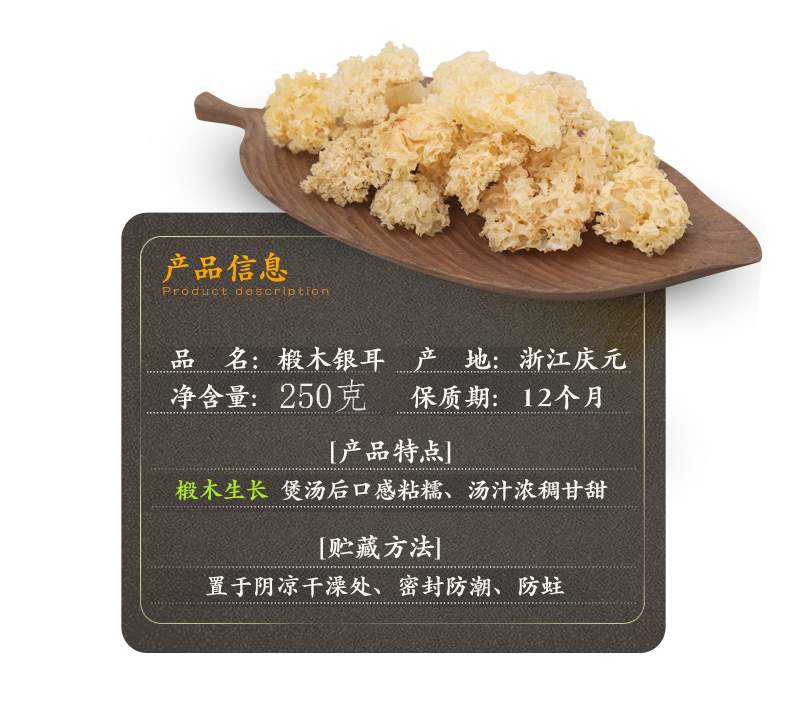 产品信息
Product description
品 名: 椴木银耳 产 地: 浙江庆元
净含量: 250克 保质期: 12个月
[产品特点]
椴木生长 煲汤后口感粘糯、汤汁浓稠甘甜
[贮藏方法]
置于阴凉干澡处、密封防潮、防蛀